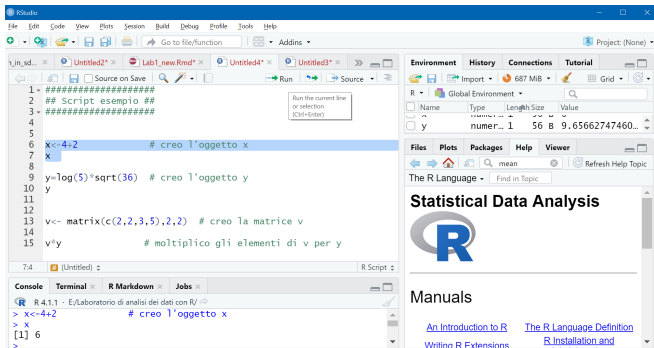 RStudio
File Edit Code View Plots Session Build Debug Profile Tools Help
Go to file/function Addins Project: (None)
Untitled2* Lab1_new.Rmd* Untitled4* Untitled3*
Source on Save Run Source
Run the current line
or selection
(Ctrl+Enter)
1 ####################
2 ## Script esempio ##
3 ####################
4
5
6 x<-4+2 # creo l'oggetto x
7 x
8
9 y=log(5)*sqrt(36) # creo l'oggetto y
10 y
11
12
13 v<- matrix(c(2,2,3,5),2,2) # creo la matrice v
14
15 v*y # moltiplico gli elementi di v per y
7:4 (Untitled) R Script
Console Terminal R Markdown Jobs
R 4.1.1 · E:/Laboratorio di analisi dei dati con R/
> x<-4+2 # creo l'oggetto x
> x
[1] 6
>
Environment History Connections Tutorial
Import 687 MiB Grid
R Global Environment
Name Type Length Size Value
y numer… 1 56 B 9.65662747460…
Files Plots Packages Help Viewer
mean Refresh Help Topic
The R Language Find in Topic
Statistical Data Analysis
R
Manuals
An Introduction to R The R Language Definition
Writing R Extensions R Installation and